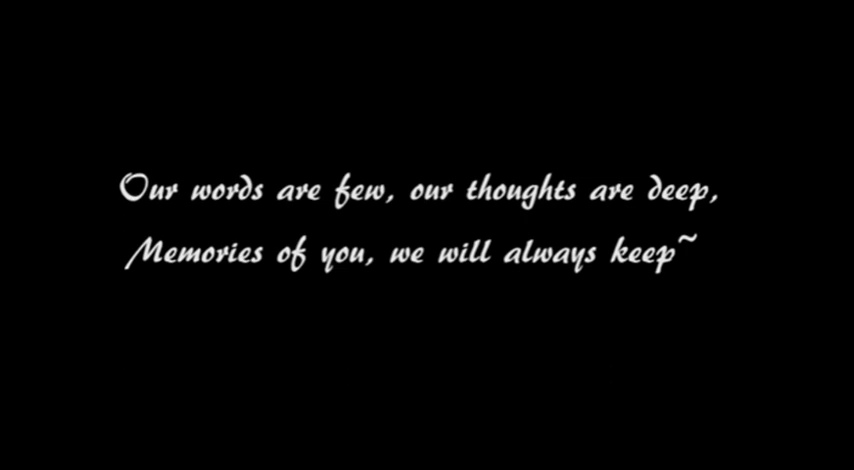 Our words are few, our thoughts are deep,
Memories of you, we will always keep~